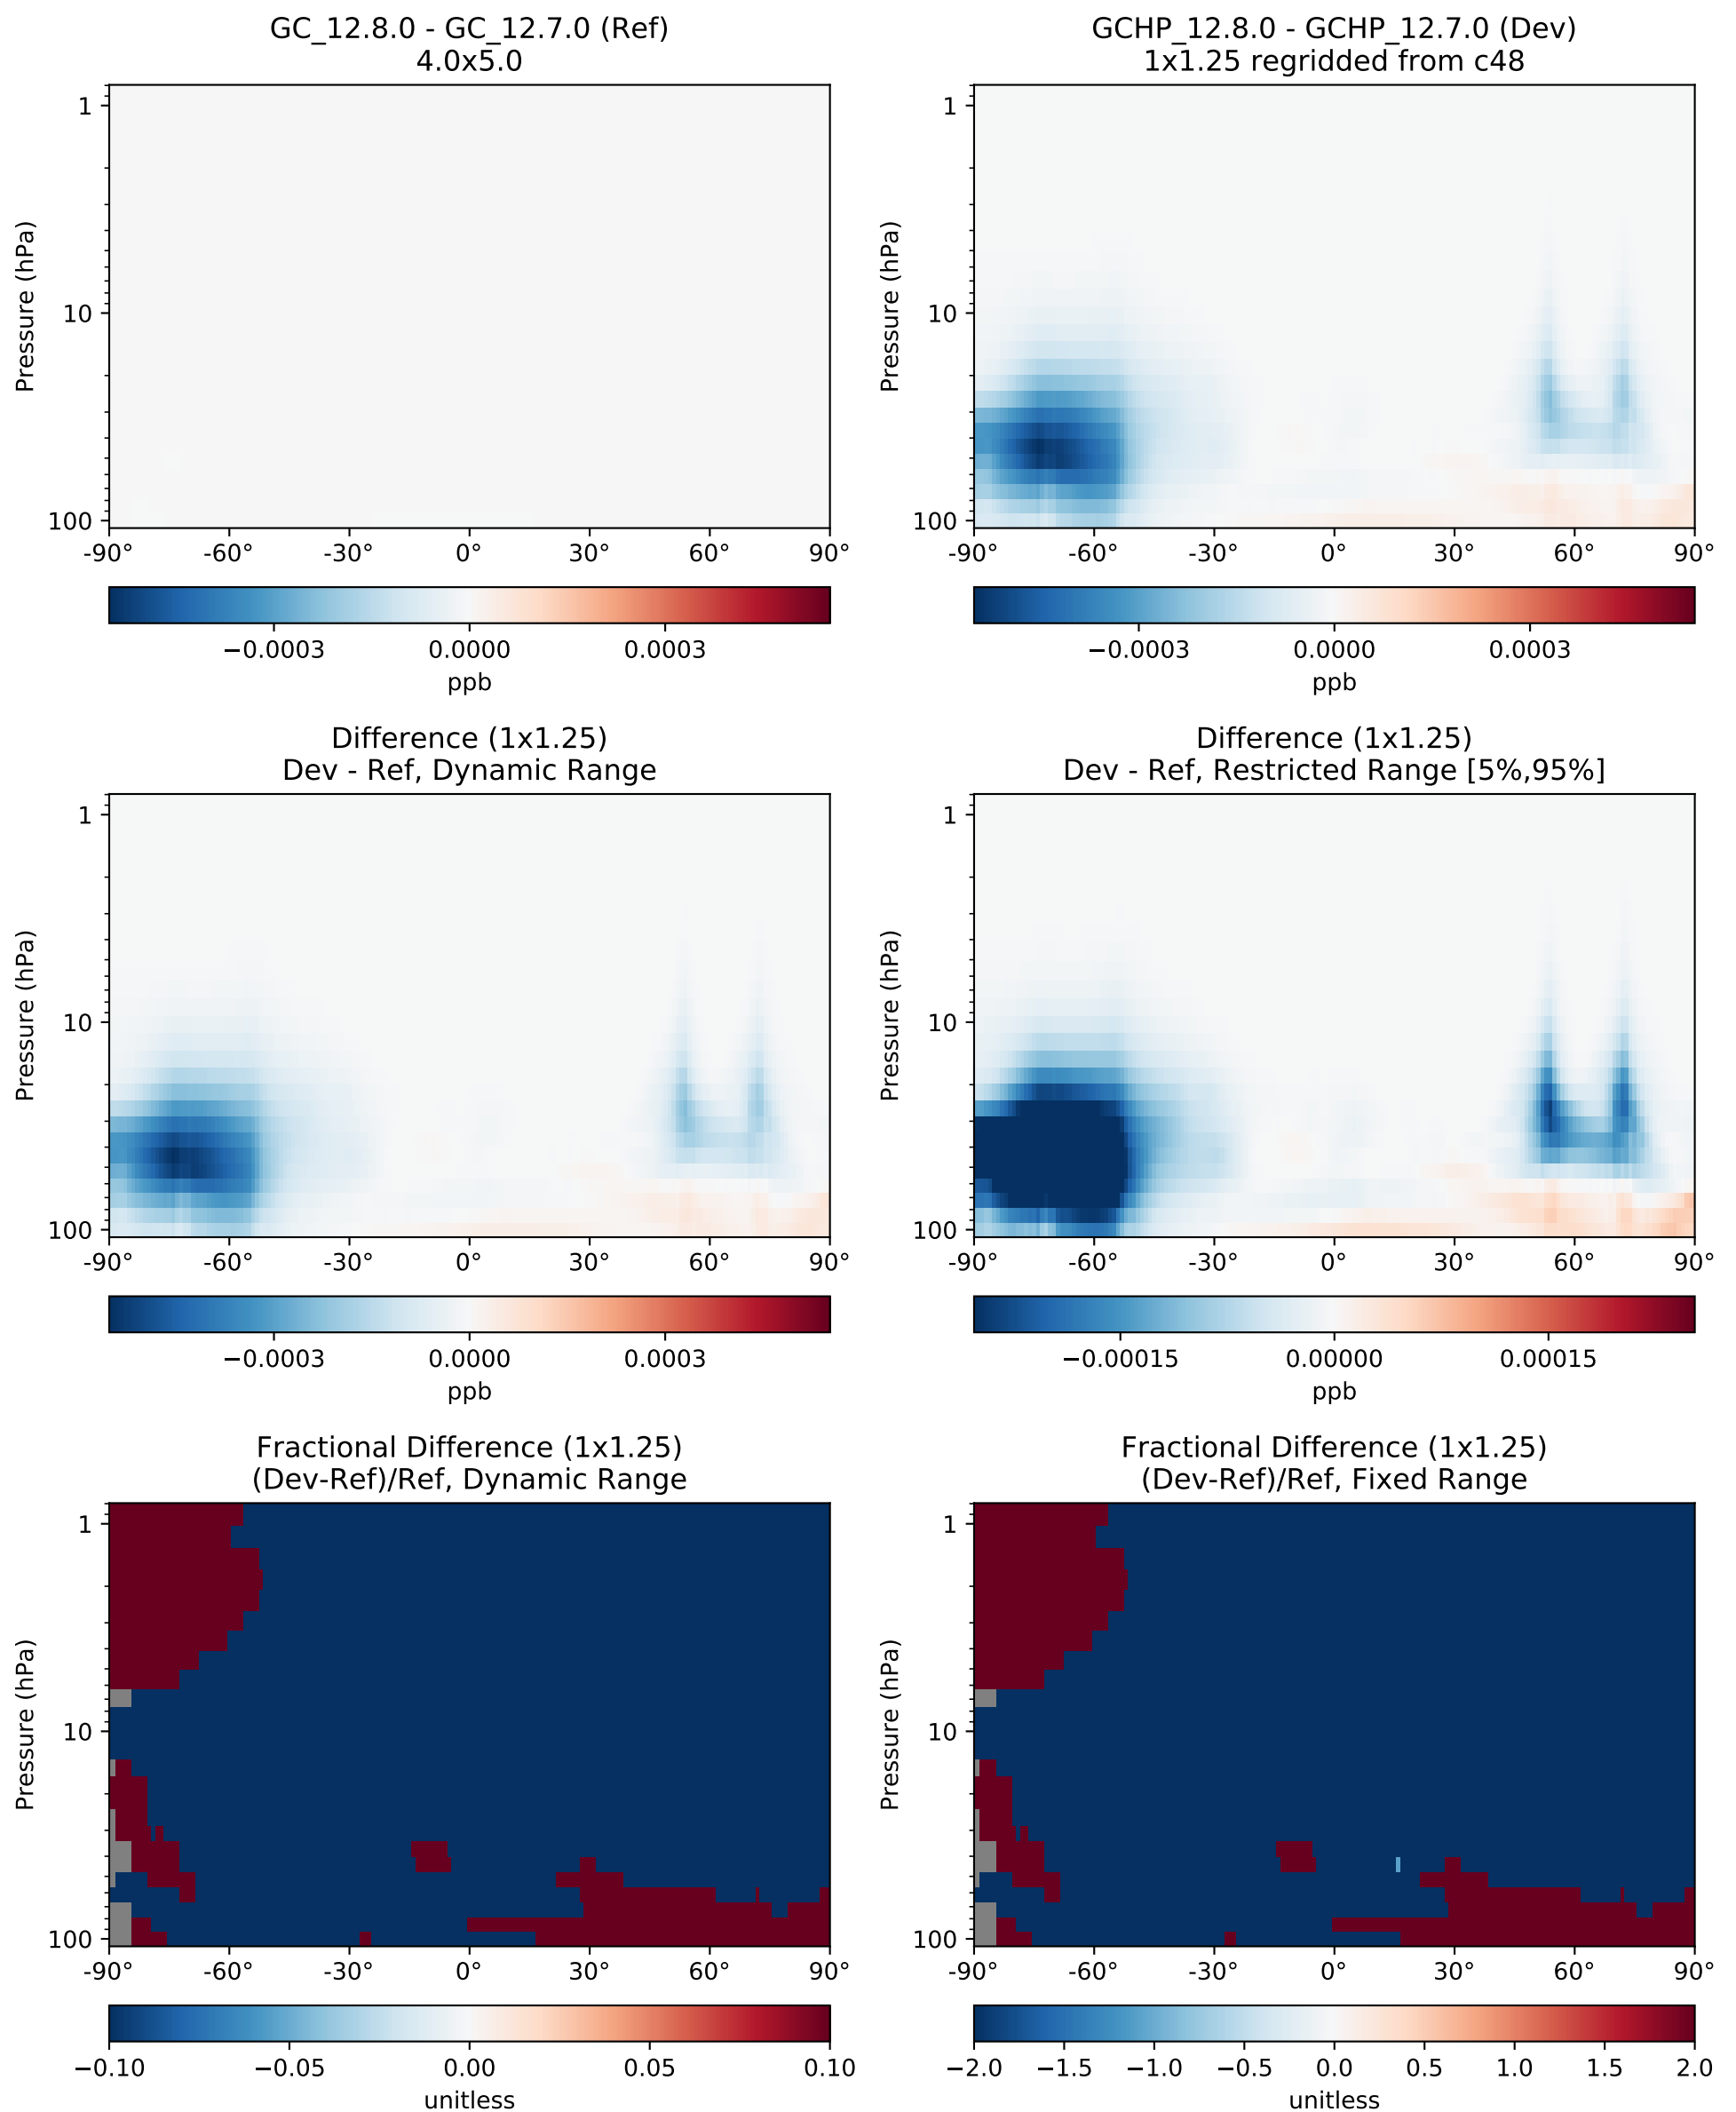 GC_12.8.0 - GC_12.7.0 (Ref)
4.0x5.0
Pressure (hPa)
1
10
100
-90° -60° -30° 0° 30° 60° 90°
−0.0003 0.0000 0.0003
ppb
GCHP_12.8.0 - GCHP_12.7.0 (Dev)
1x1.25 regridded from c48
Pressure (hPa)
1
10
100
-90° -60° -30° 0° 30° 60° 90°
−0.0003 0.0000 0.0003
ppb
Difference (1x1.25)
Dev - Ref, Dynamic Range
Pressure (hPa)
1
10
100
-90° -60° -30° 0° 30° 60° 90°
−0.0003 0.0000 0.0003
ppb
Difference (1x1.25)
Dev - Ref, Restricted Range [5%,95%]
Pressure (hPa)
1
10
100
-90° -60° -30° 0° 30° 60° 90°
−0.00015 0.00000 0.00015
ppb
Fractional Difference (1x1.25)
(Dev-Ref)/Ref, Dynamic Range
Pressure (hPa)
1
10
100
-90° -60° -30° 0° 30° 60° 90°
−0.10 −0.05 0.00 0.05 0.10
unitless
Fractional Difference (1x1.25)
(Dev-Ref)/Ref, Fixed Range
Pressure (hPa)
1
10
100
-90° -60° -30° 0° 30° 60° 90°
−2.0 −1.5 −1.0 −0.5 0.0 0.5 1.0 1.5 2.0
unitless